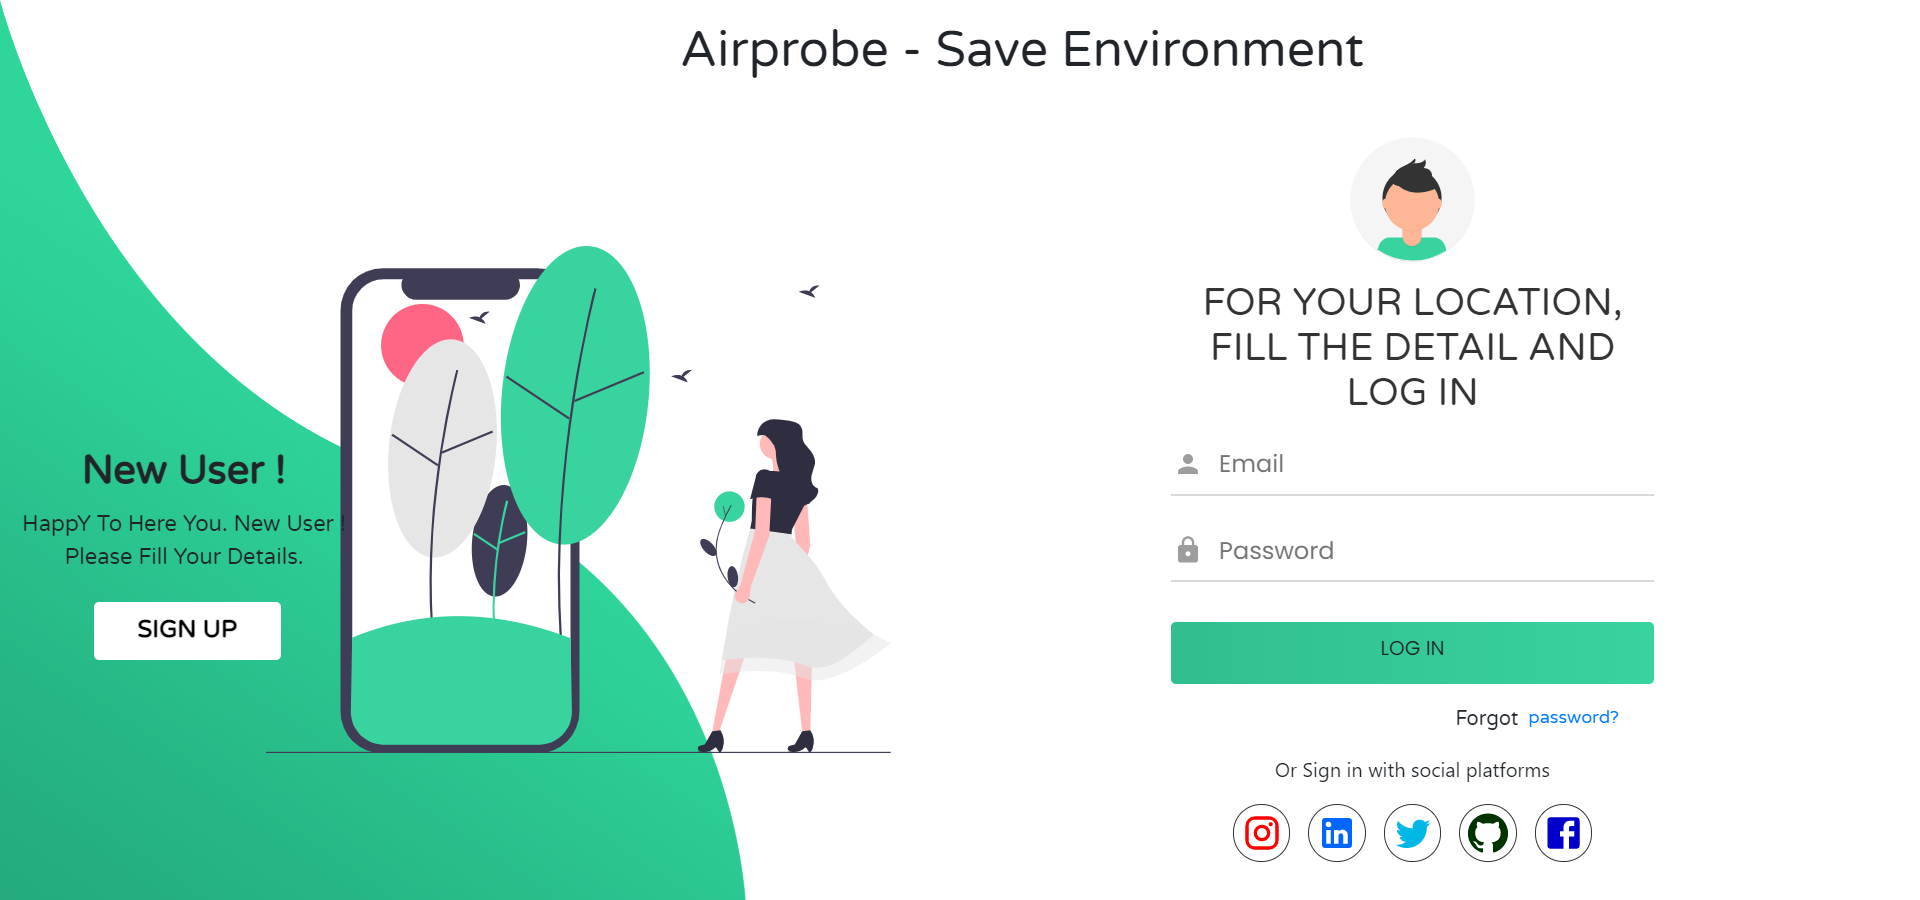 Airprobe - Save Environment
New User !
HappY To Here You. New User !
Please Fill Your Details.
SIGN UP
FOR YOUR LOCATION,
FILL THE DETAIL AND
LOG IN
Email
Password
LOG IN
Forgot password?
Or Sign in with social platforms